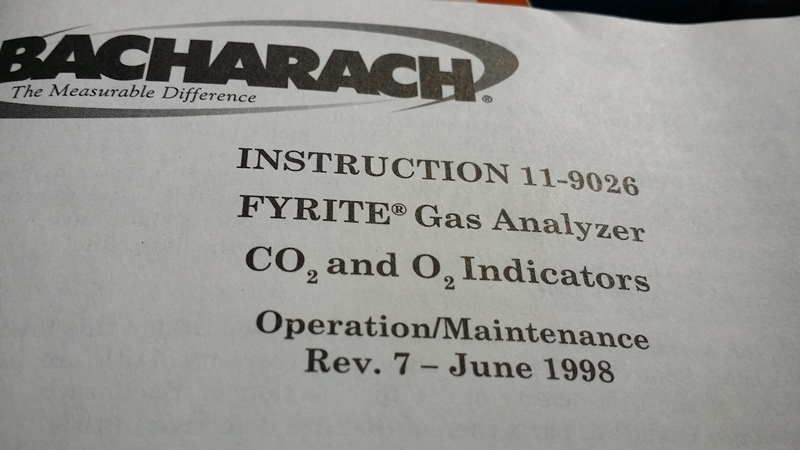 BACHARACH®
The Measurable Difference
INSTRUCTION 11-9026
FYRITE® Gas Analyzer
CO₂ and O₂ Indicators
Operation/Maintenance
Rev. 7 – June 1998